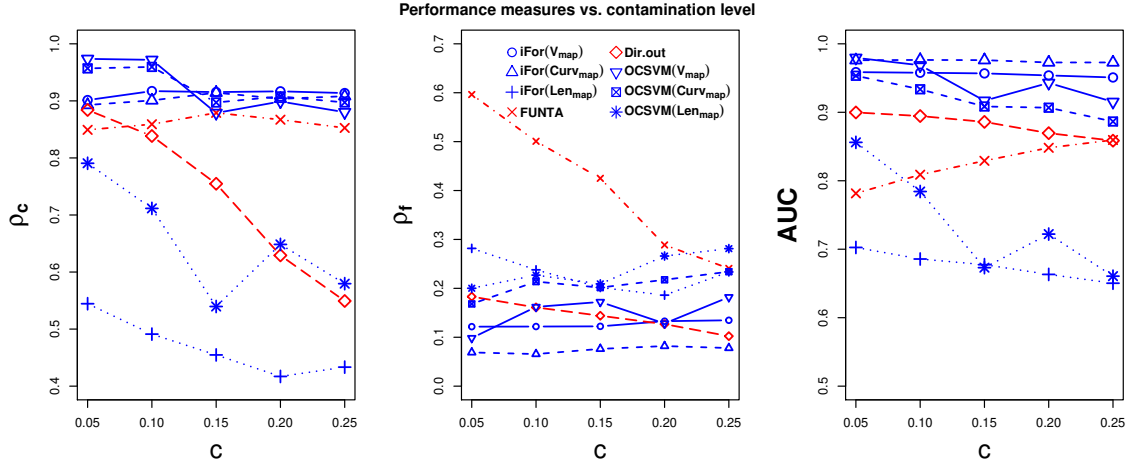 Performance measures vs. contamination level
1.0
0.9
0.8
0.7
0.6
0.5
0.4
ρc
0.05 0.10 0.15 0.20 0.25
C
0.7
0.6
0.5
0.4
0.3
0.2
0.1
0.0
ρf
iFor(Vmap)
iFor(Curvmap)
iFor(Lenmap)
FUNTA
Dir.out
OCSVM(Vmap)
OCSVM(Curvmap)
OCSVM(Lenmap)
0.05 0.10 0.15 0.20 0.25
C
1.0
0.9
0.8
0.7
0.6
0.5
AUC
0.05 0.10 0.15 0.20 0.25
C